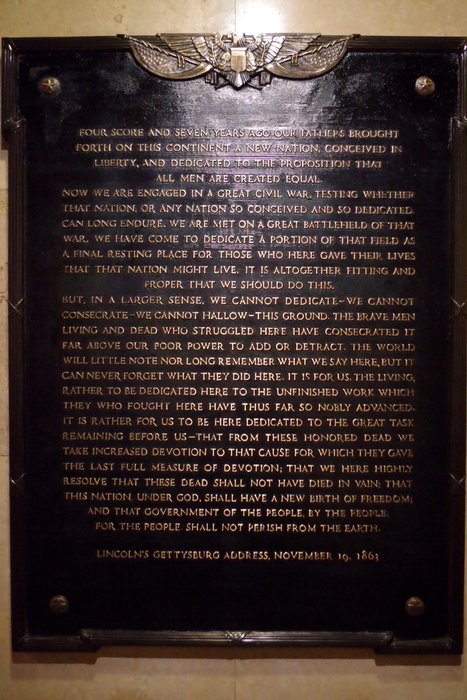 FOUR SCORE AND SEVEN YEARS AGO OUR FATHERS BROUGHT
FORTH ON THIS CONTINENT A NEW NATION, CONCEIVED IN
LIBERTY, AND DEDICATED TO THE PROPOSITION THAT
ALL MEN ARE CREATED EQUAL.
NOW WE ARE ENGAGED IN A GREAT CIVIL WAR, TESTING WHETHER
THAT NATION, OR ANY NATION SO CONCEIVED AND SO DEDICATED,
CAN LONG ENDURE. WE ARE MET ON A GREAT BATTLEFIELD OF THAT
WAR. WE HAVE COME TO DEDICATE A PORTION OF THAT FIELD AS
A FINAL RESTING PLACE FOR THOSE WHO HERE GAVE THEIR LIVES
THAT THAT NATION MIGHT LIVE. IT IS ALTOGETHER FITTING AND
PROPER THAT WE SHOULD DO THIS.
BUT, IN A LARGER SENSE, WE CANNOT DEDICATE—WE CANNOT
CONSECRATE—WE CANNOT HALLOW—THIS GROUND. THE BRAVE MEN
LIVING AND DEAD WHO STRUGGLED HERE HAVE CONSECRATED IT
FAR ABOVE OUR POOR POWER TO ADD OR DETRACT. THE WORLD
WILL LITTLE NOTE NOR LONG REMEMBER WHAT WE SAY HERE, BUT IT
CAN NEVER FORGET WHAT THEY DID HERE. IT IS FOR US, THE LIVING,
RATHER TO BE DEDICATED HERE TO THE UNFINISHED WORK WHICH
THEY WHO FOUGHT HERE HAVE THUS FAR SO NOBLY ADVANCED.
IT IS RATHER FOR US TO BE HERE DEDICATED TO THE GREAT TASK
REMAINING BEFORE US—THAT FROM THESE HONORED DEAD WE
TAKE INCREASED DEVOTION TO THAT CAUSE FOR WHICH THEY GAVE
THE LAST FULL MEASURE OF DEVOTION; THAT WE HERE HIGHLY
RESOLVE THAT THESE DEAD SHALL NOT HAVE DIED IN VAIN; THAT
THIS NATION, UNDER GOD, SHALL HAVE A NEW BIRTH OF FREEDOM;
AND THAT GOVERNMENT OF THE PEOPLE, BY THE PEOPLE,
FOR THE PEOPLE, SHALL NOT PERISH FROM THE EARTH.
LINCOLN'S GETTYSBURG ADDRESS, NOVEMBER 19, 1863